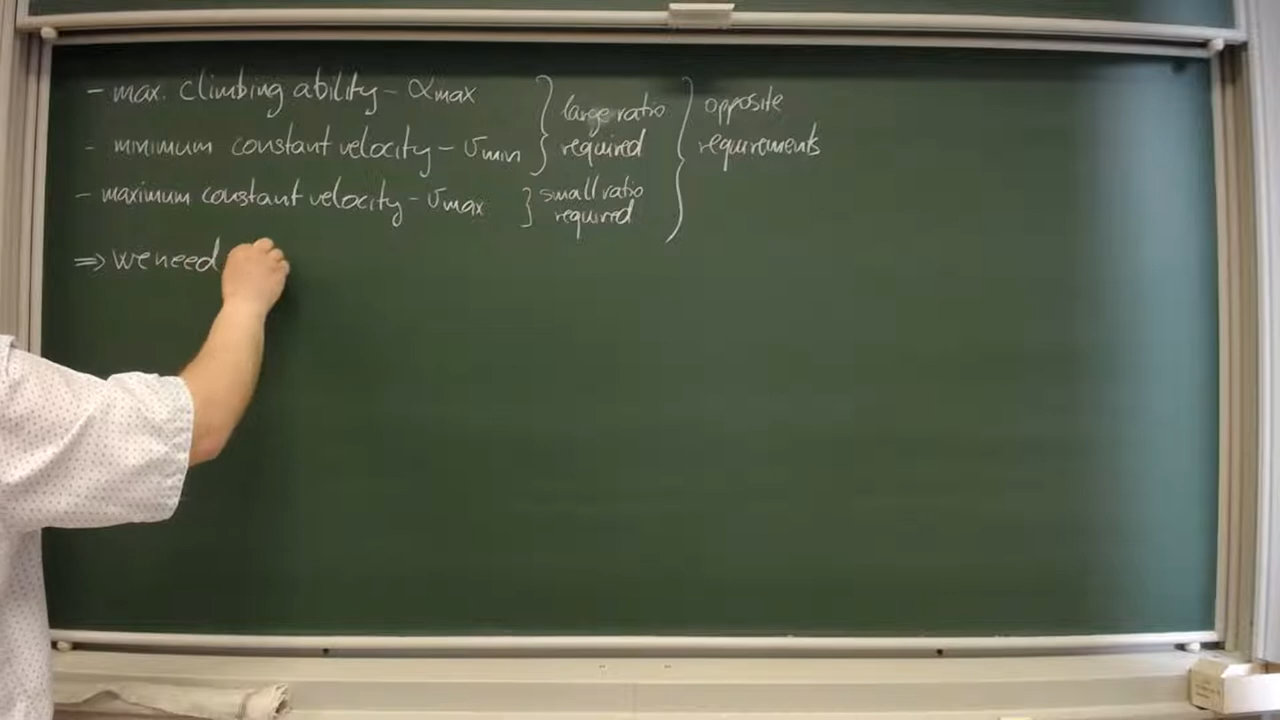 - max. climbing ability - αmax } large ratio } opposite
- minimum constant velocity - vmin } required requirements
- maximum constant velocity - vmax } small ratio
required
⇒ we need